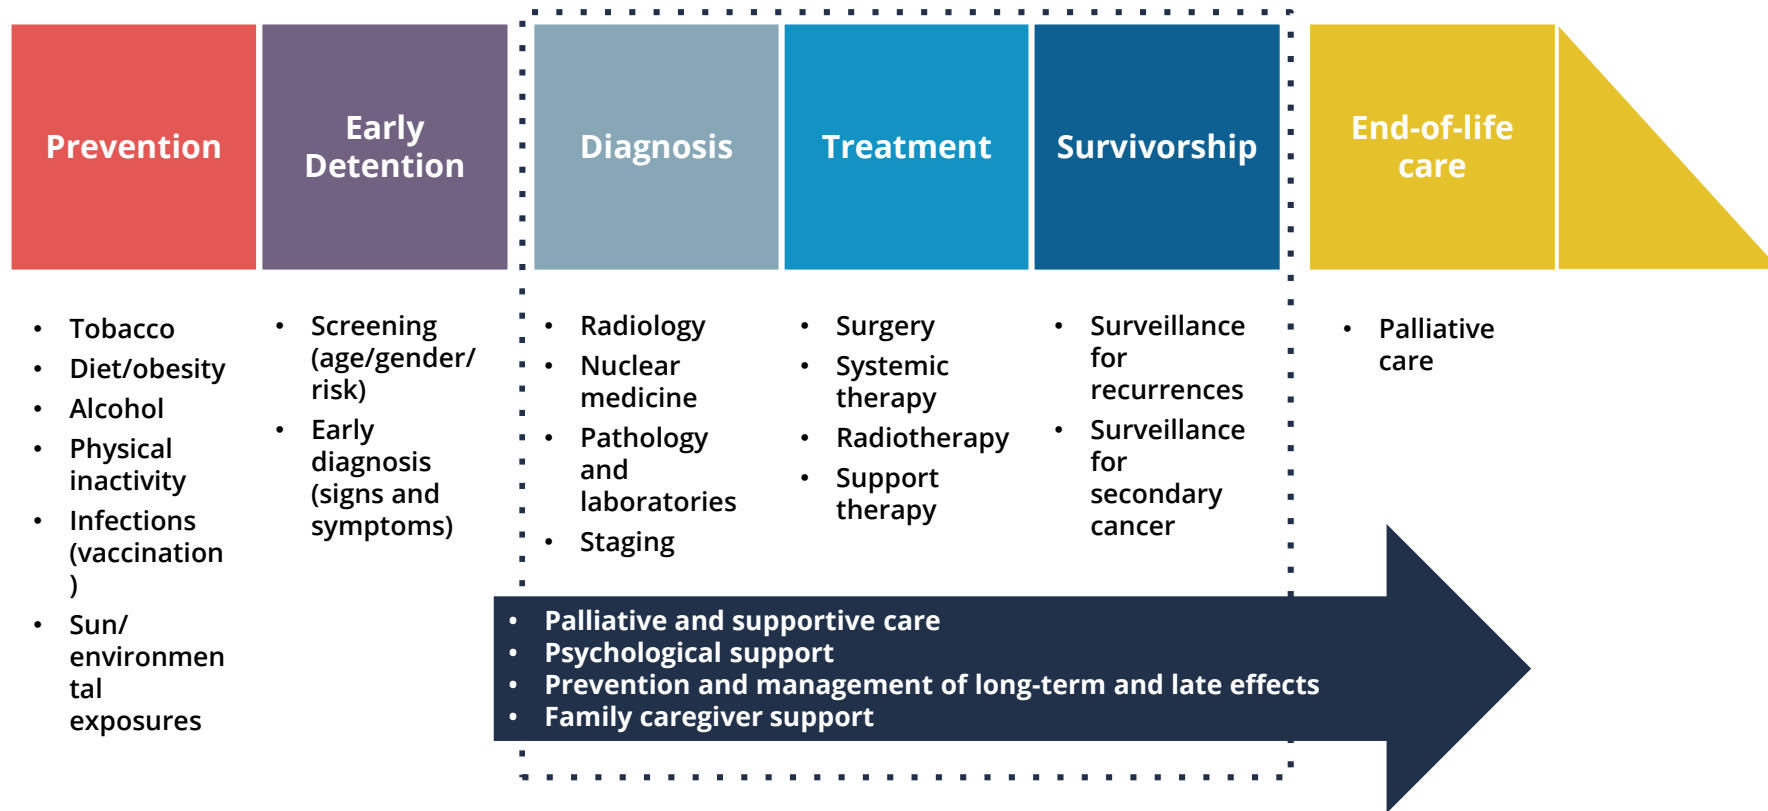 Prevention
Early
Detention
Diagnosis
Treatment
Survivorship
End-of-life
care
• Tobacco
• Diet/obesity
• Alcohol
• Physical
inactivity
• Infections
(vaccination
)
• Sun/
environmen
tal
exposures
• Screening
(age/gender/
risk)
• Early
diagnosis
(signs and
symptoms)
• Radiology
• Nuclear
medicine
• Pathology
and
laboratories
• Staging
• Surgery
• Systemic
therapy
• Radiotherapy
• Support
therapy
• Surveillance
for
recurrences
• Surveillance
for
secondary
cancer
• Palliative
care
• Palliative and supportive care
• Psychological support
• Prevention and management of long-term and late effects
• Family caregiver support